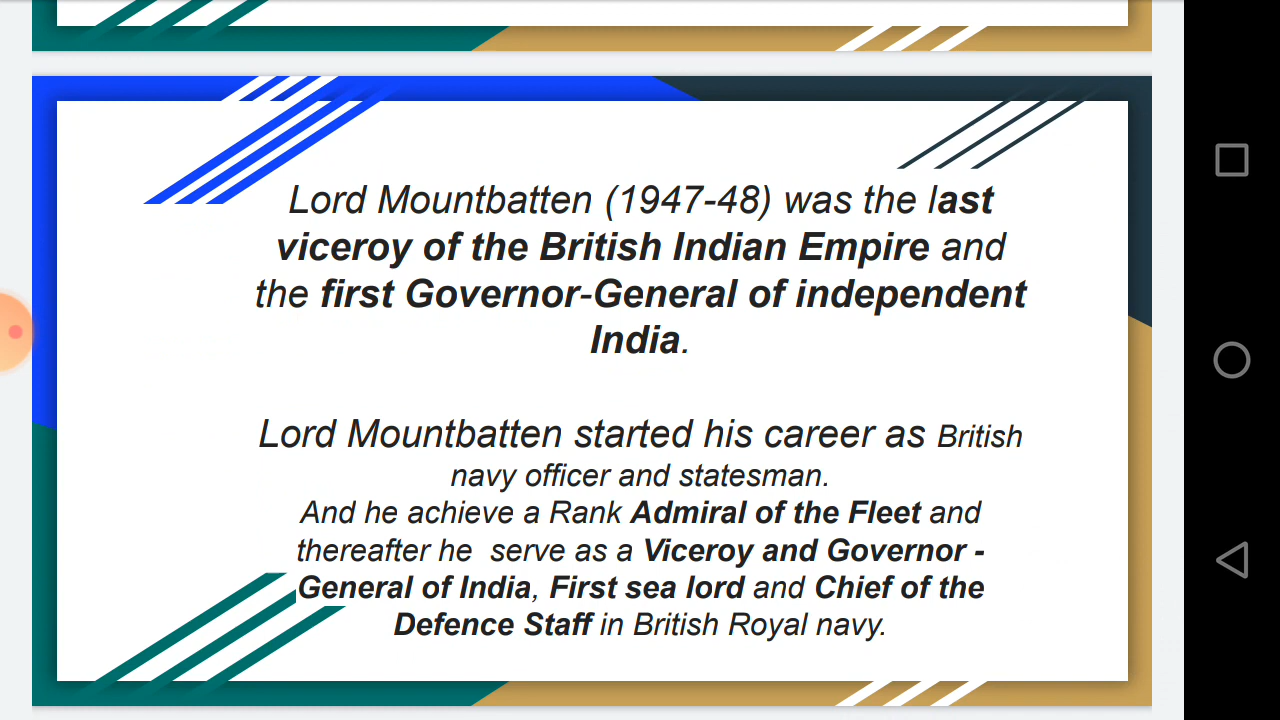 Lord Mountbatten (1947-48) was the last
viceroy of the British Indian Empire and
the first Governor-General of independent
India.
Lord Mountbatten started his career as British
navy officer and statesman.
And he achieve a Rank Admiral of the Fleet and
thereafter he  serve as a Viceroy and Governor -
General of India, First sea lord and Chief of the
Defence Staff in British Royal navy.